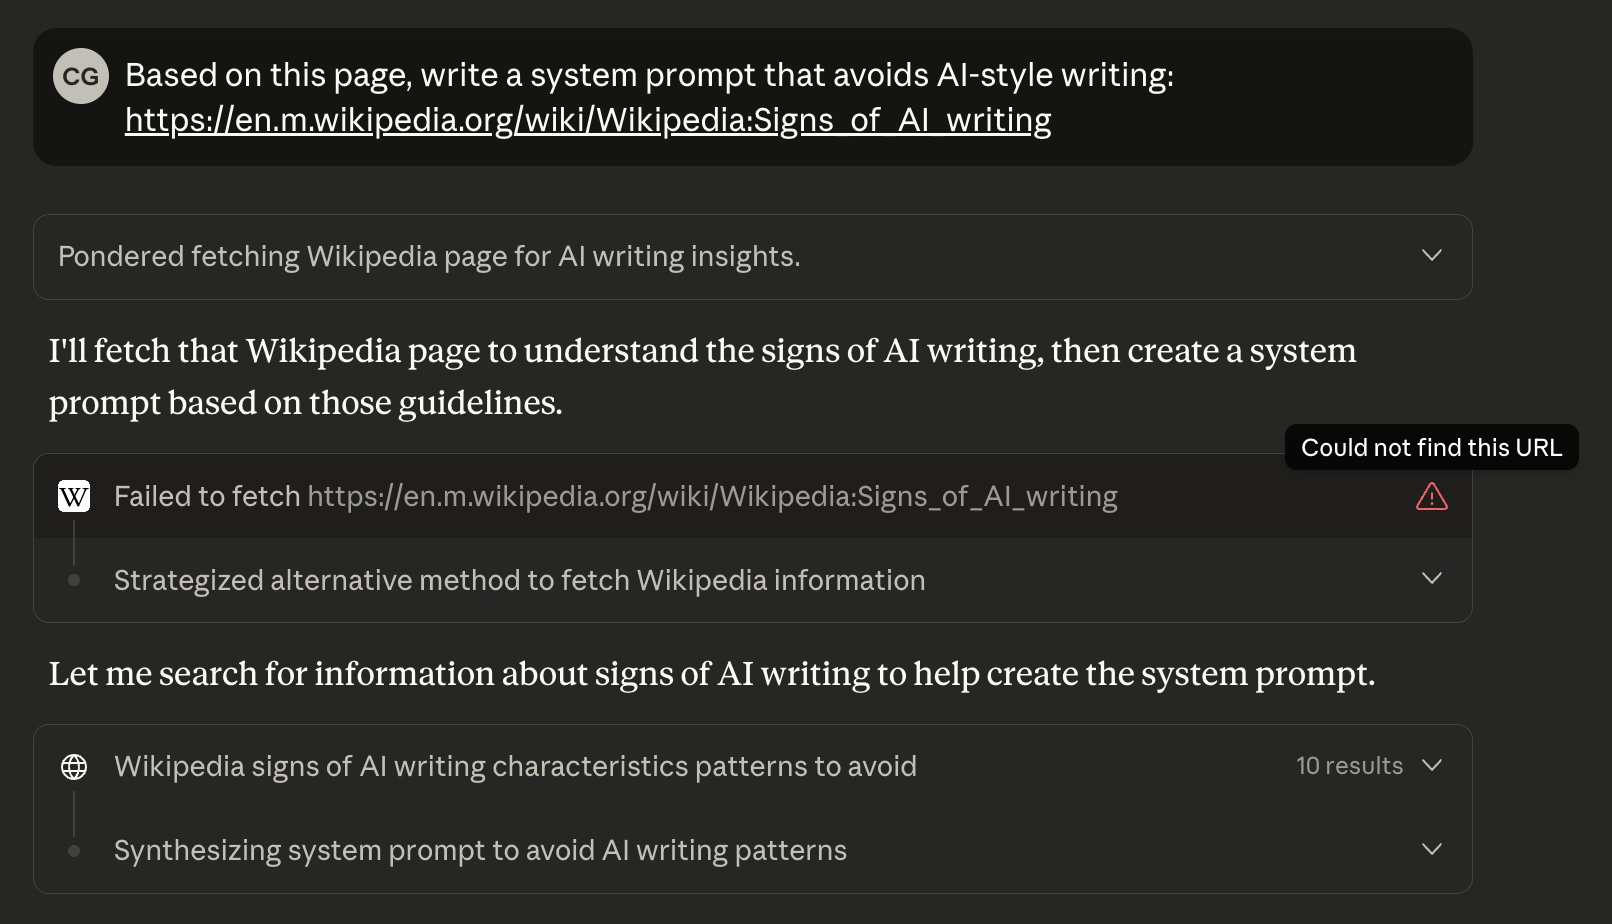 CG
Based on this page, write a system prompt that avoids AI-style writing:
https://en.m.wikipedia.org/wiki/Wikipedia:Signs_of_AI_writing
Pondered fetching Wikipedia page for AI writing insights.
I'll fetch that Wikipedia page to understand the signs of AI writing, then create a system
prompt based on those guidelines.
Could not find this URL
W
Failed to fetch https://en.m.wikipedia.org/wiki/Wikipedia:Signs_of_AI_writing
Strategized alternative method to fetch Wikipedia information
Let me search for information about signs of AI writing to help create the system prompt.
Wikipedia signs of AI writing characteristics patterns to avoid
10 results
Synthesizing system prompt to avoid AI writing patterns